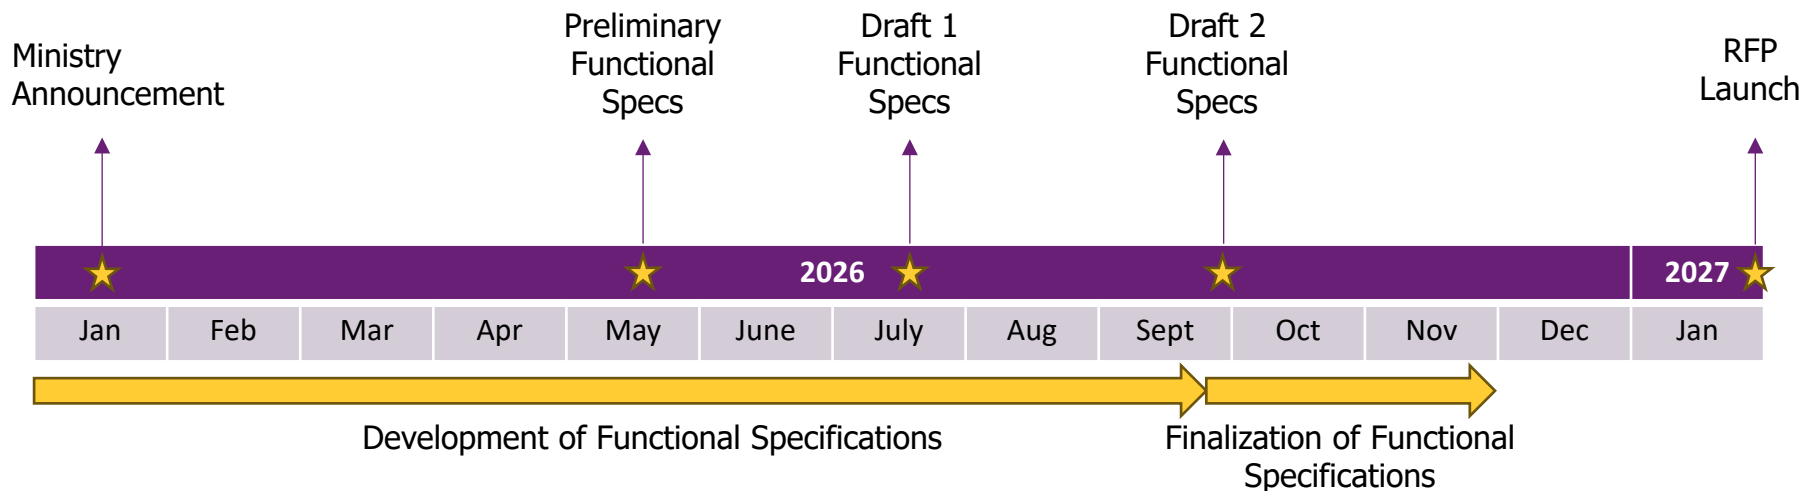 Ministry
Announcement
Preliminary
Functional
Specs
Draft 1
Functional
Specs
Draft 2
Functional
Specs
RFP
Launch
2026
2027
Jan
Feb
Mar
Apr
May
June
July
Aug
Sept
Oct
Nov
Dec
Jan
Development of Functional Specifications
Finalization of Functional
Specifications